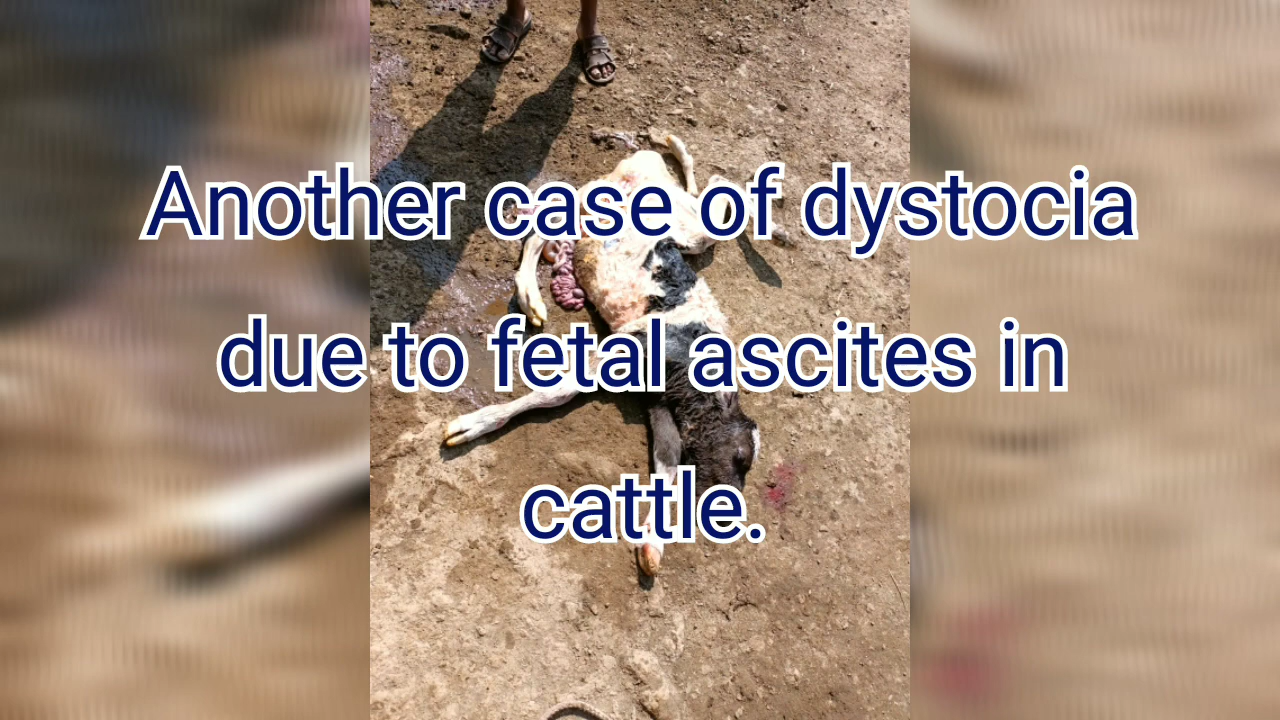 Another case of dystocia
due to fetal ascites in
cattle.